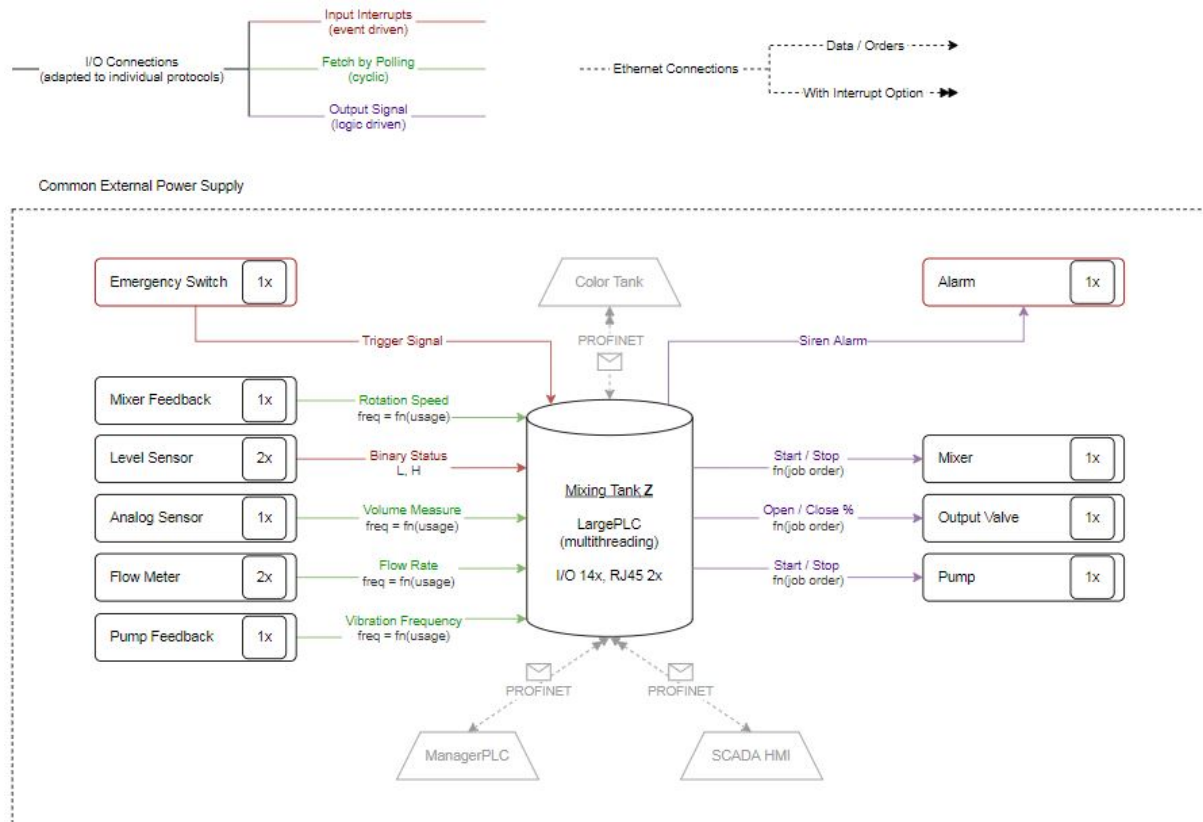 Input Interrupts
(event driven)
I/O Connections
(adapted to individual protocols)
Fetch by Polling
(cyclic)
Output Signal
(logic driven)
Data / Orders
Ethernet Connections
With Interrupt Option
Common External Power Supply
Emergency Switch
1x
Color Tank
Alarm
1x
Trigger Signal
PROFINET
Siren Alarm
Mixer Feedback
1x
Rotation Speed
freq = fn(usage)
Level Sensor
2x
Binary Status
L, H
Analog Sensor
1x
Volume Measure
freq = fn(usage)
Flow Meter
2x
Flow Rate
freq = fn(usage)
Pump Feedback
1x
Vibration Frequency
freq = fn(usage)
Mixing Tank Z
LargePLC
(multithreading)
I/O 14x, RJ45 2x
Start / Stop
fn(job order)
Mixer
1x
Open / Close %
fn(job order)
Output Valve
1x
Start / Stop
fn(job order)
Pump
1x
PROFINET
PROFINET
ManagerPLC
SCADA HMI